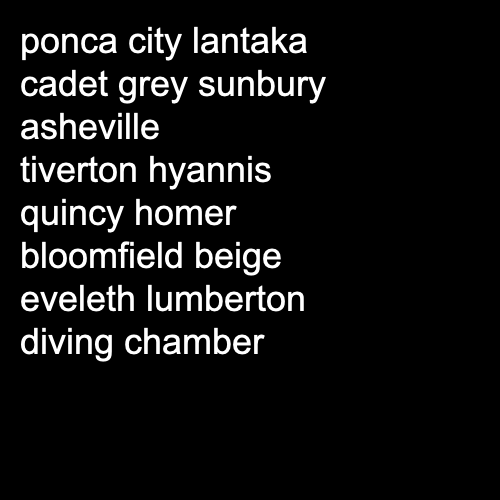 ponca city lantaka
cadet grey sunbury
asheville
tiverton hyannis
quincy homer
bloomfield beige
eveleth lumberton
diving chamber